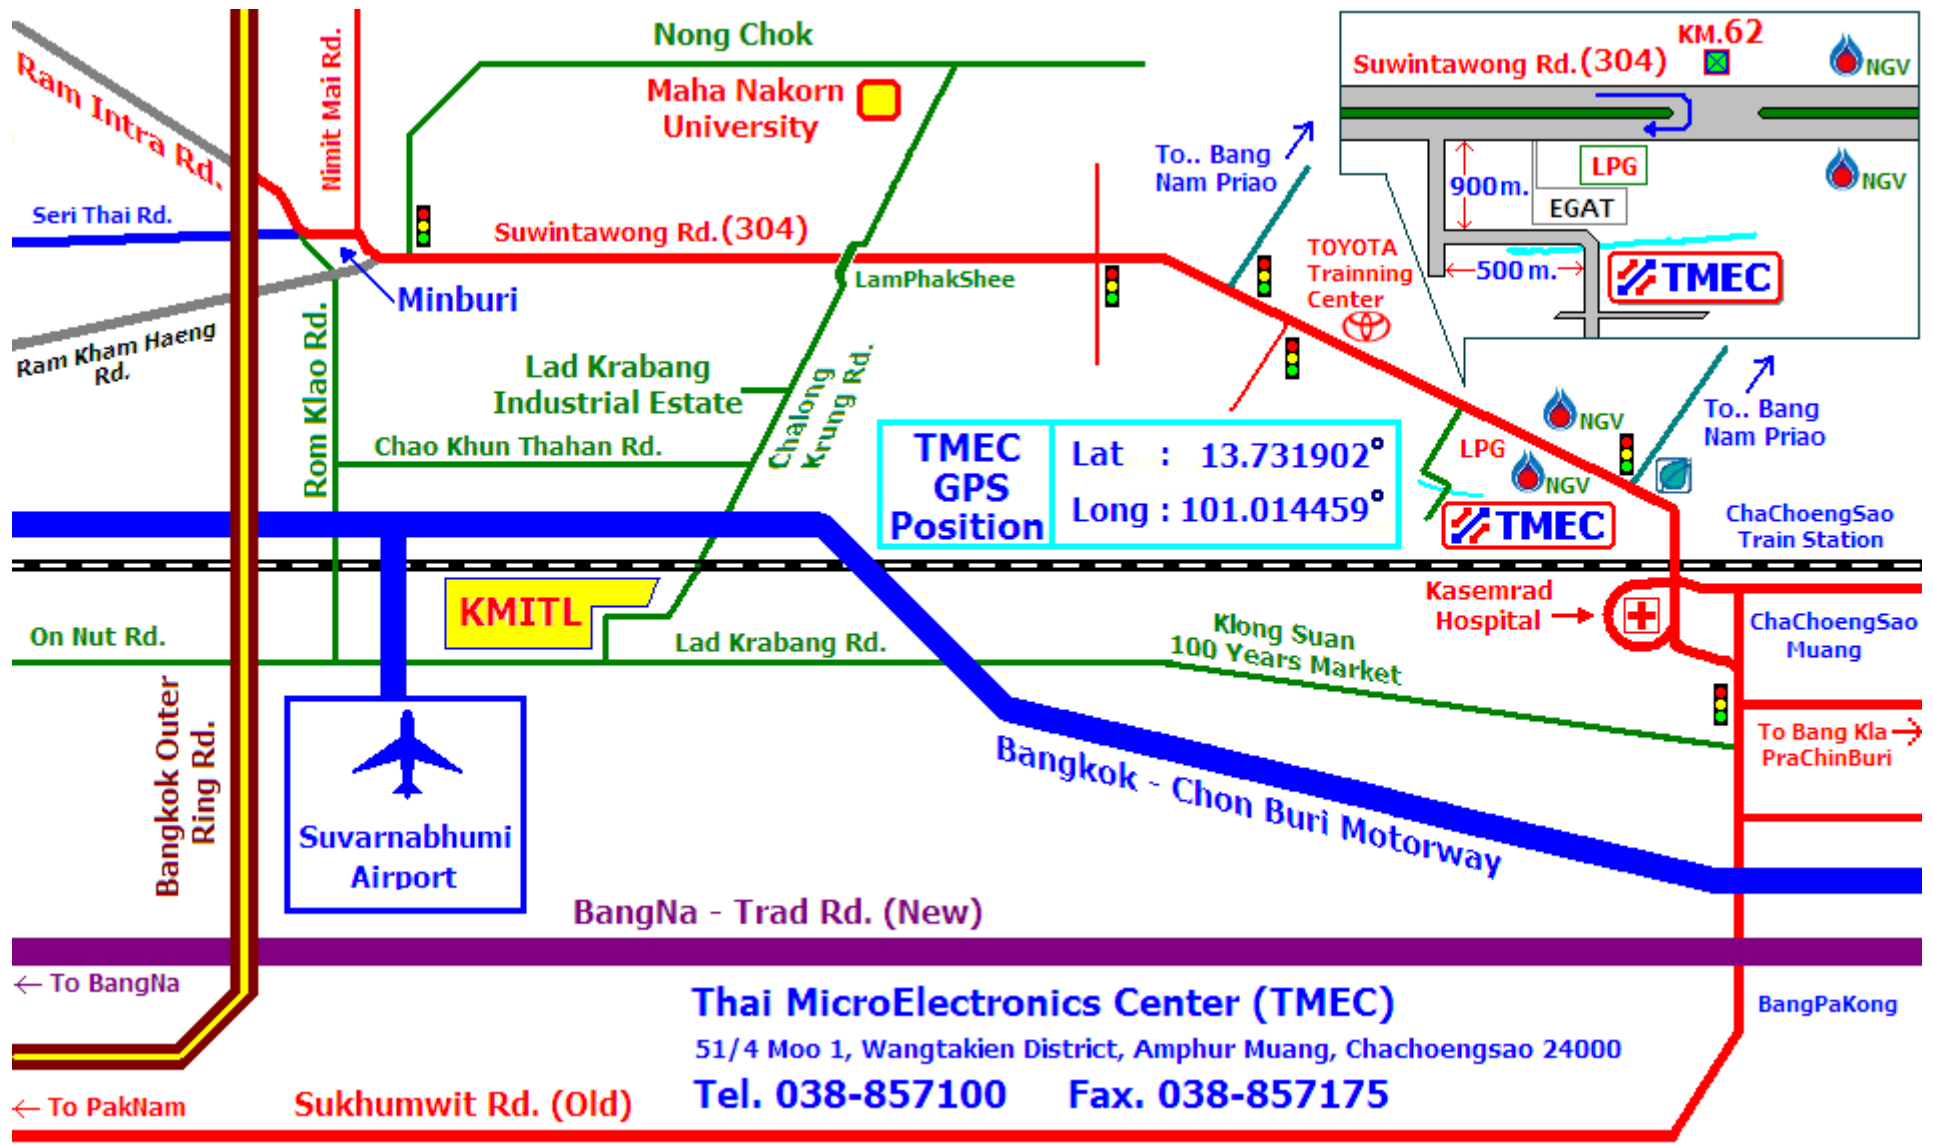 Nong Chok
Ram Intra Rd.
Nimit Mai Rd.
Maha Nakorn
University
Suwintawong Rd.(304)
KM.62
NGV
LPG
NGV
900m.
EGAT
500m.
TMEC
To.. Bang
Nam Priao
Seri Thai Rd.
Suwintawong Rd.(304)
TOYOTA
Trainning
Center
LamPhakShee
Minburi
Ram Kham Haeng
Rd.
Rom Klao Rd.
Lad Krabang
Industrial Estate
Chalong
Krung Rd.
Chao Khun Thahan Rd.
TMEC
GPS
Position
Lat : 13.731902°
Long : 101.014459°
NGV
LPG
NGV
TMEC
To.. Bang
Nam Priao
ChaChoengSao
Train Station
KMITL
Kasemrad
Hospital
On Nut Rd.
Lad Krabang Rd.
Klong Suan
100 Years Market
ChaChoengSao
Muang
Bangkok Outer
Ring Rd.
To Bang Kla
PraChinBuri
Bangkok - Chon Buri Motorway
Suvarnabhumi
Airport
BangNa - Trad Rd. (New)
To BangNa
Thai MicroElectronics Center (TMEC)
BangPaKong
51/4 Moo 1, Wangtakien District, Amphur Muang, Chachoengsao 24000
To PakNam
Sukhumwit Rd. (Old)
Tel. 038-857100 Fax. 038-857175